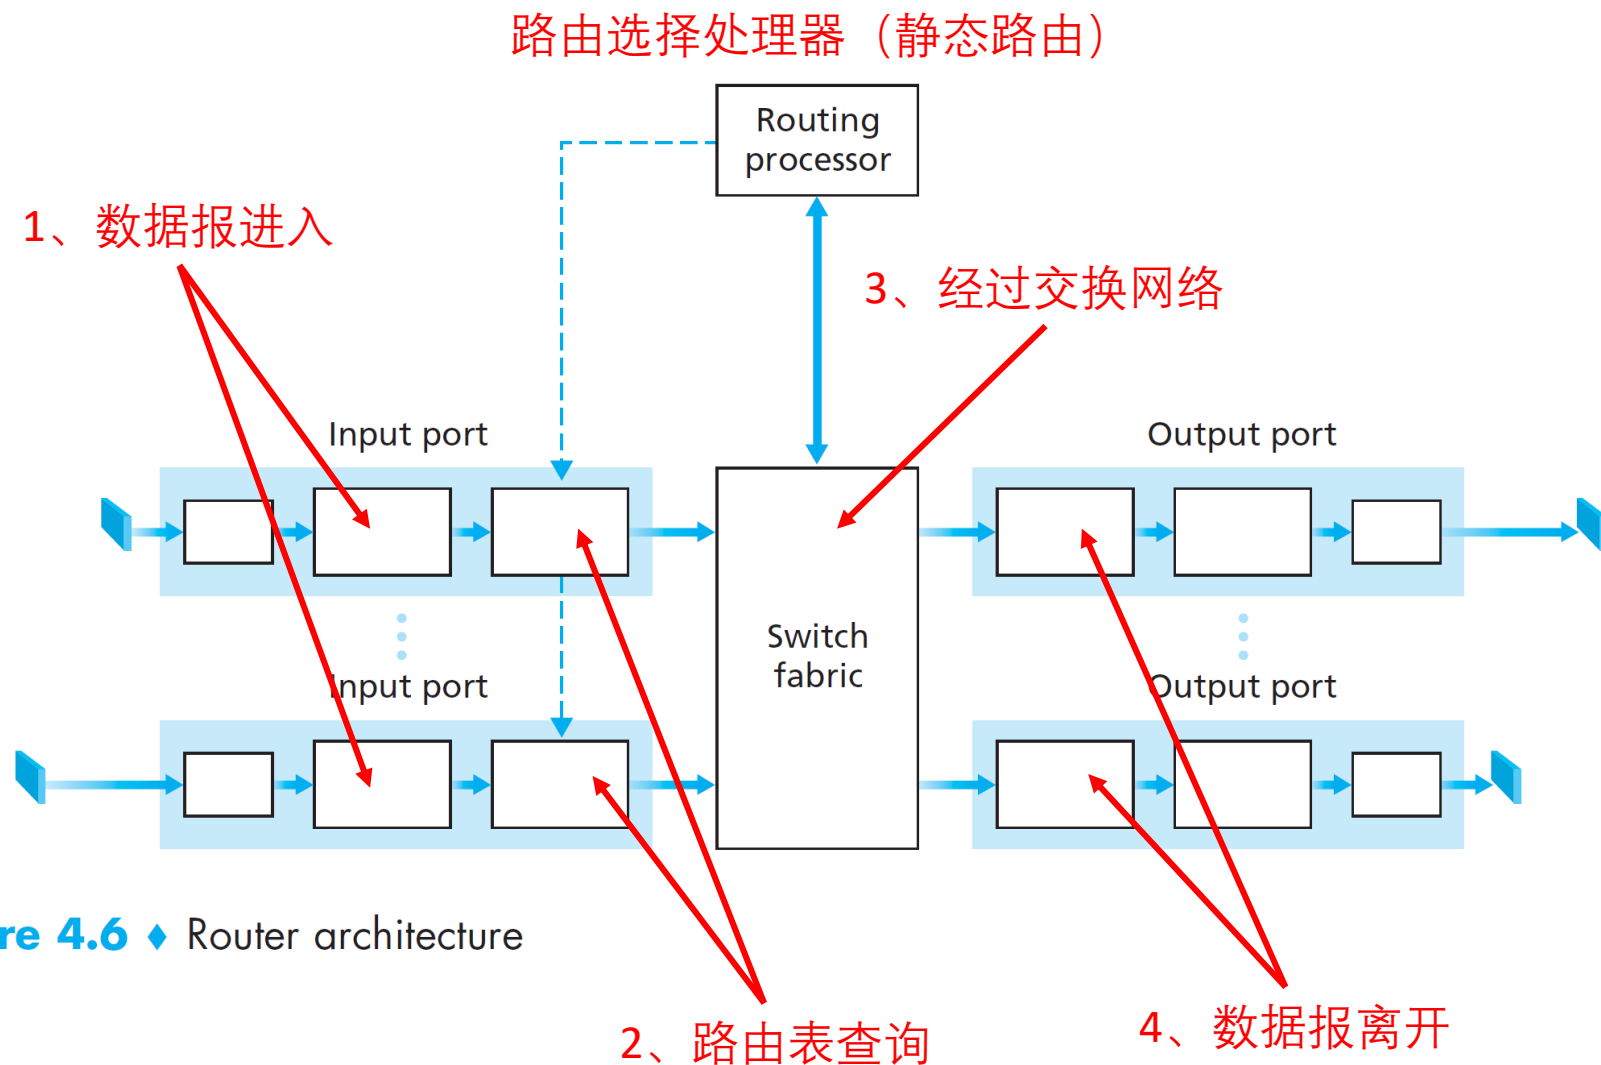 路由选择处理器（静态路由）
Routing
processor
1、数据报进入
3、经过交换网络
Input port
Output port
Switch
fabric
Input port
Output port
re 4.6 ♦ Router architecture
2、路由表查询
4、数据报离开